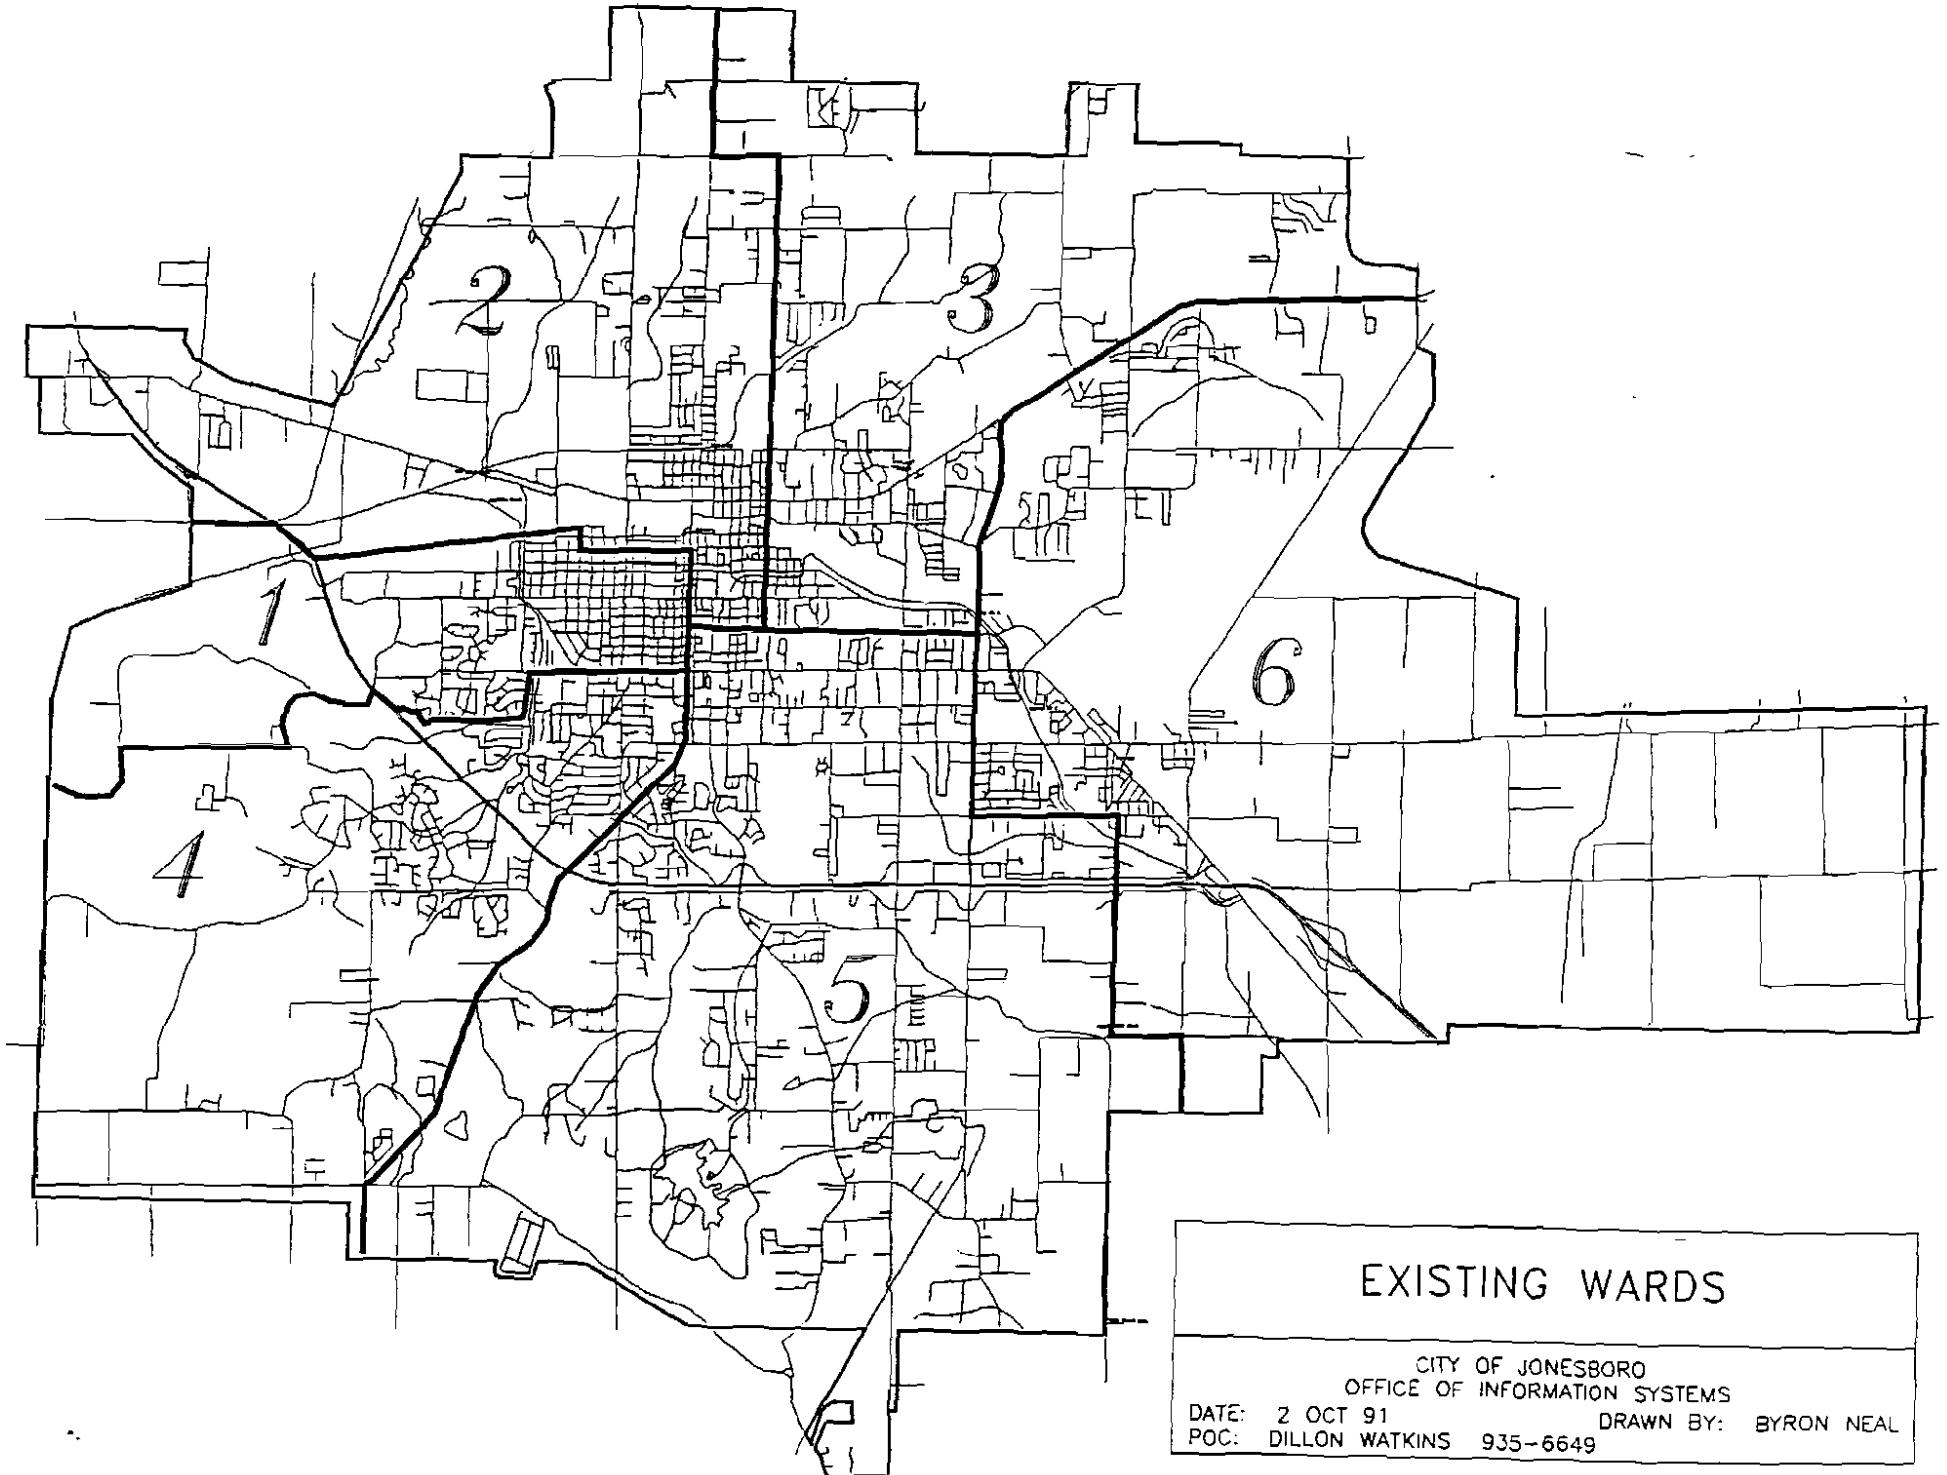 2
3
1
6
4
5
EXISTING WARDS
CITY OF JONESBORO
OFFICE OF INFORMATION SYSTEMS
DATE: 2 OCT 91 DRAWN BY: BYRON NEAL
POC: DILLON WATKINS 935-6649